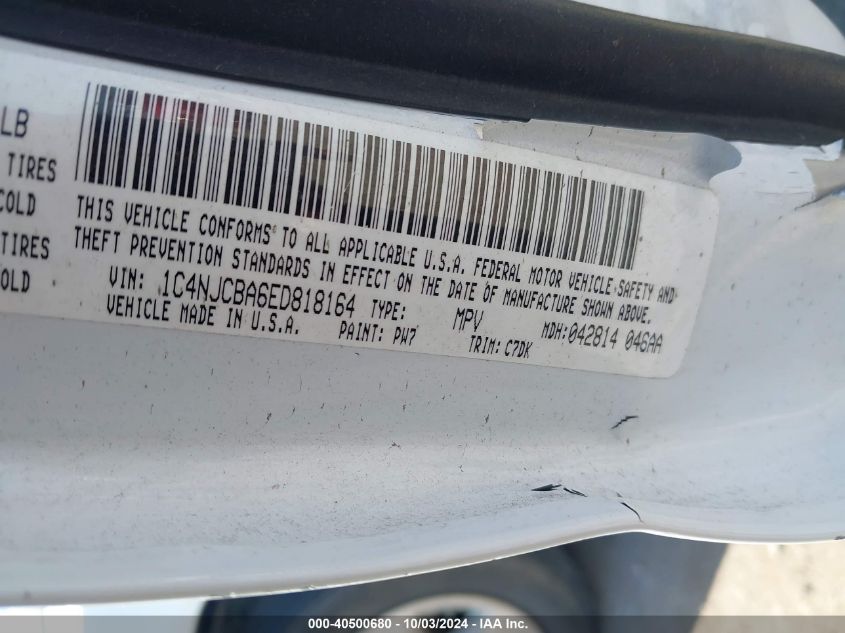 LB
TIRES
COLD
TIRES
COLD
THIS VEHICLE CONFORMS TO ALL APPLICABLE U.S.A. FEDERAL MOTOR VEHICLE SAFETY AND
THEFT PREVENTION STANDARDS IN EFFECT ON THE DATE OF MANUFACTURE SHOWN ABOVE.
VIN: 1C4NJCBA6ED818164 TYPE: MPV MDH:042814 046AA
VEHICLE MADE IN U.S.A. PAINT: PW7 TRIM: C7DK
000-40500680 - 10/03/2024 - IAA Inc.